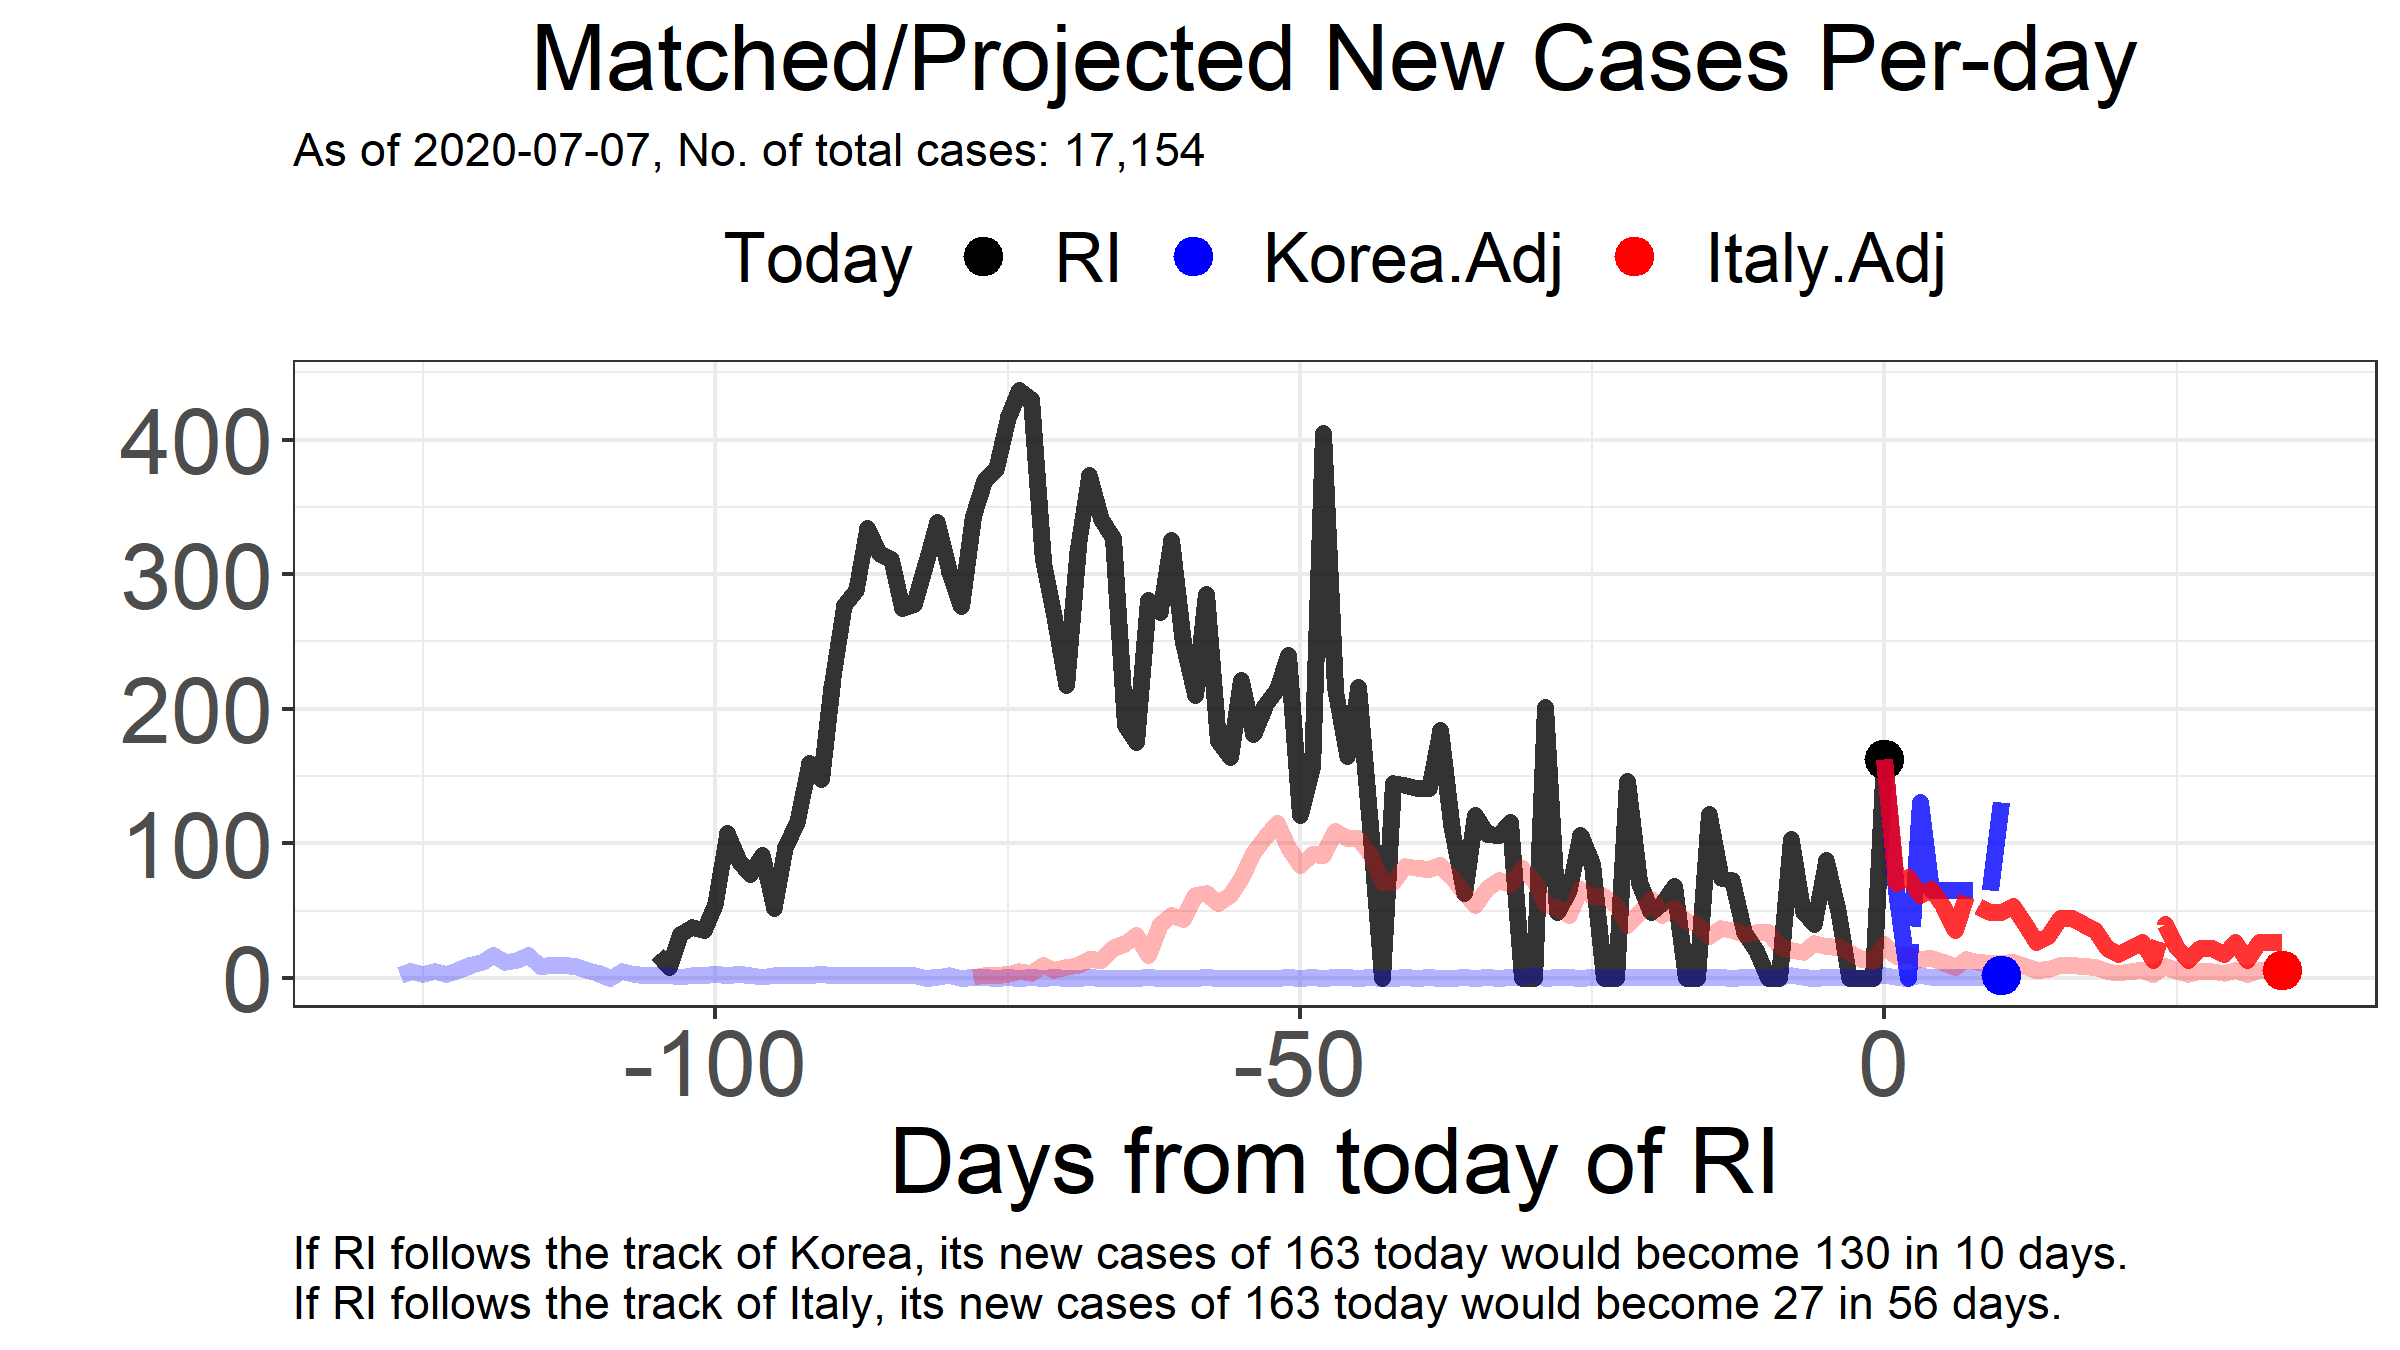 Matched/Projected New Cases Per-day
As of 2020-07-07, No. of total cases: 17,154
Today RI Korea.Adj Italy.Adj
400
300
200
100
0
-100 -50 0
Days from today of RI
If RI follows the track of Korea, its new cases of 163 today would become 130 in 10 days.
If RI follows the track of Italy, its new cases of 163 today would become 27 in 56 days.